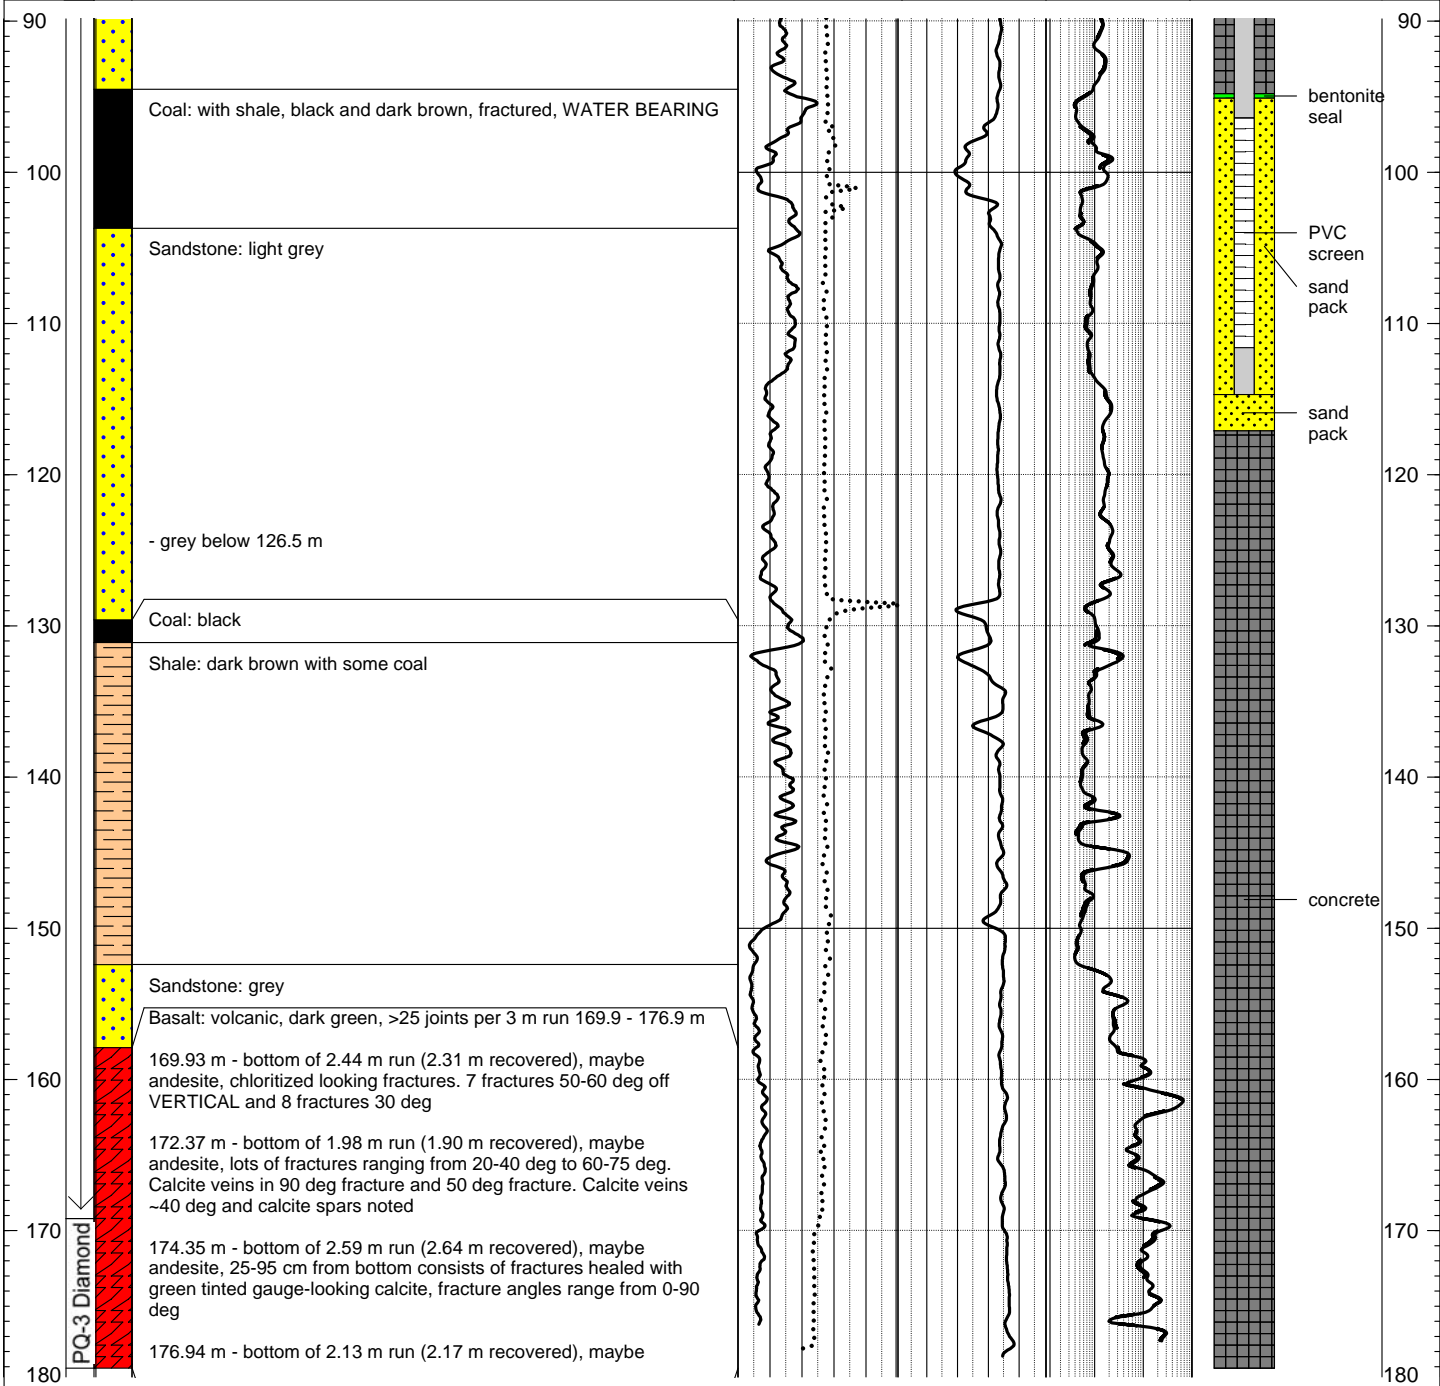 90
100
110
120
130
140
150
160
170
180
PQ-3 Diamond
Coal: with shale, black and dark brown, fractured, WATER BEARING
Sandstone: light grey
- grey below 126.5 m
Coal: black
Shale: dark brown with some coal
Sandstone: grey
Basalt: volcanic, dark green, >25 joints per 3 m run 169.9 - 176.9 m
169.93 m - bottom of 2.44 m run (2.31 m recovered), maybe
andesite, chloritized looking fractures. 7 fractures 50-60 deg off
VERTICAL and 8 fractures 30 deg
172.37 m - bottom of 1.98 m run (1.90 m recovered), maybe
andesite, lots of fractures ranging from 20-40 deg to 60-75 deg.
Calcite veins in 90 deg fracture and 50 deg fracture. Calcite veins
~40 deg and calcite spars noted
174.35 m - bottom of 2.59 m run (2.64 m recovered), maybe
andesite, 25-95 cm from bottom consists of fractures healed with
green tinted gauge-looking calcite, fracture angles range from 0-90
deg
176.94 m - bottom of 2.13 m run (2.17 m recovered), maybe
bentonite
seal
PVC
screen
sand
pack
sand
pack
concrete
90
100
110
120
130
140
150
160
170
180